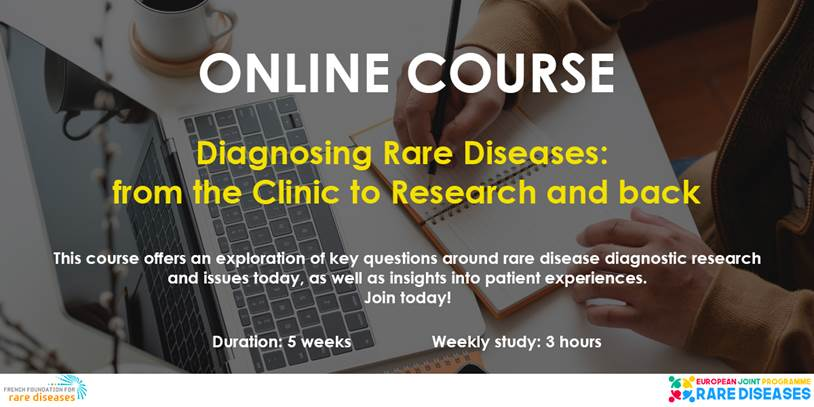 ONLINE COURSE
Diagnosing Rare Diseases:
from the Clinic to Research and back
This course offers an exploration of key questions around rare disease diagnostic research
and issues today, as well as insights into patient experiences.
Join today!
Duration: 5 weeks
Weekly study: 3 hours
FRENCH FOUNDATION FOR
rare diseases
EUROPEAN JOINT PROGRAMME
RARE DISEASES